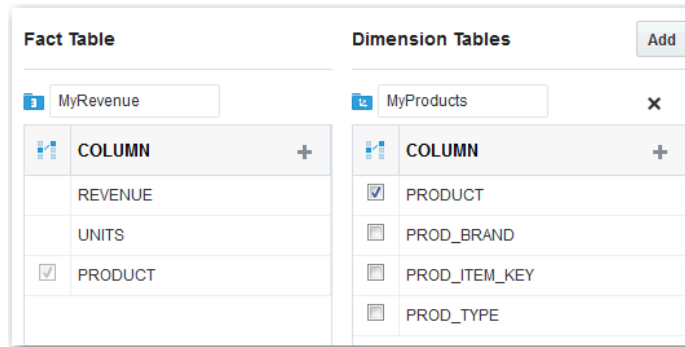 Fact Table
Dimension Tables
Add
MyRevenue
MyProducts
COLUMN
COLUMN
REVENUE
PRODUCT
UNITS
PROD_BRAND
PRODUCT
PROD_ITEM_KEY
PROD_TYPE